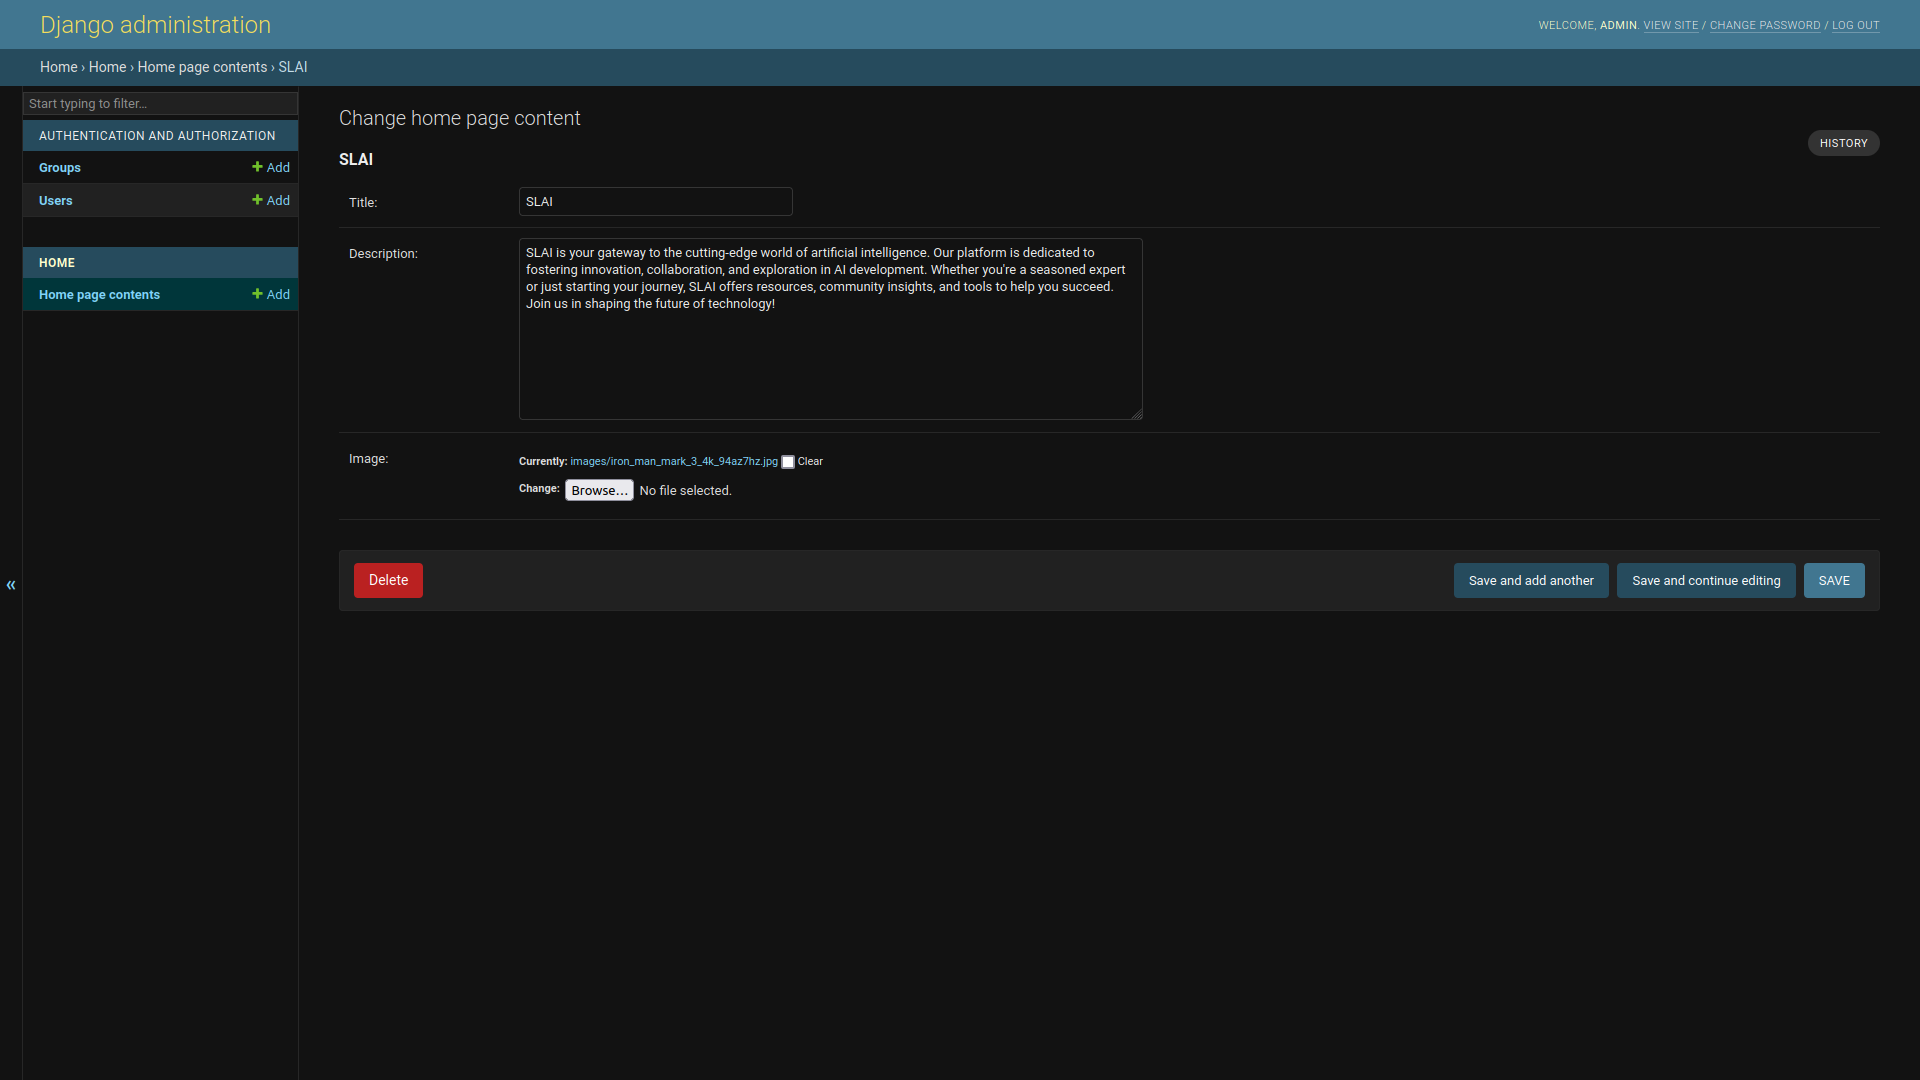 Django administration
WELCOME, ADMIN. VIEW SITE / CHANGE PASSWORD / LOG OUT
Home › Home › Home page contents › SLAI
Start typing to filter...
AUTHENTICATION AND AUTHORIZATION
Groups + Add
Users + Add
HOME
Home page contents + Add
«
Change home page content
HISTORY
SLAI
Title: SLAI
Description:
SLAI is your gateway to the cutting-edge world of artificial intelligence. Our platform is dedicated to
fostering innovation, collaboration, and exploration in AI development. Whether you're a seasoned expert
or just starting your journey, SLAI offers resources, community insights, and tools to help you succeed.
Join us in shaping the future of technology!
Image:
Currently: images/iron_man_mark_3_4k_94az7hz.jpg Clear
Change: Browse... No file selected.
Delete
Save and add another
Save and continue editing
SAVE